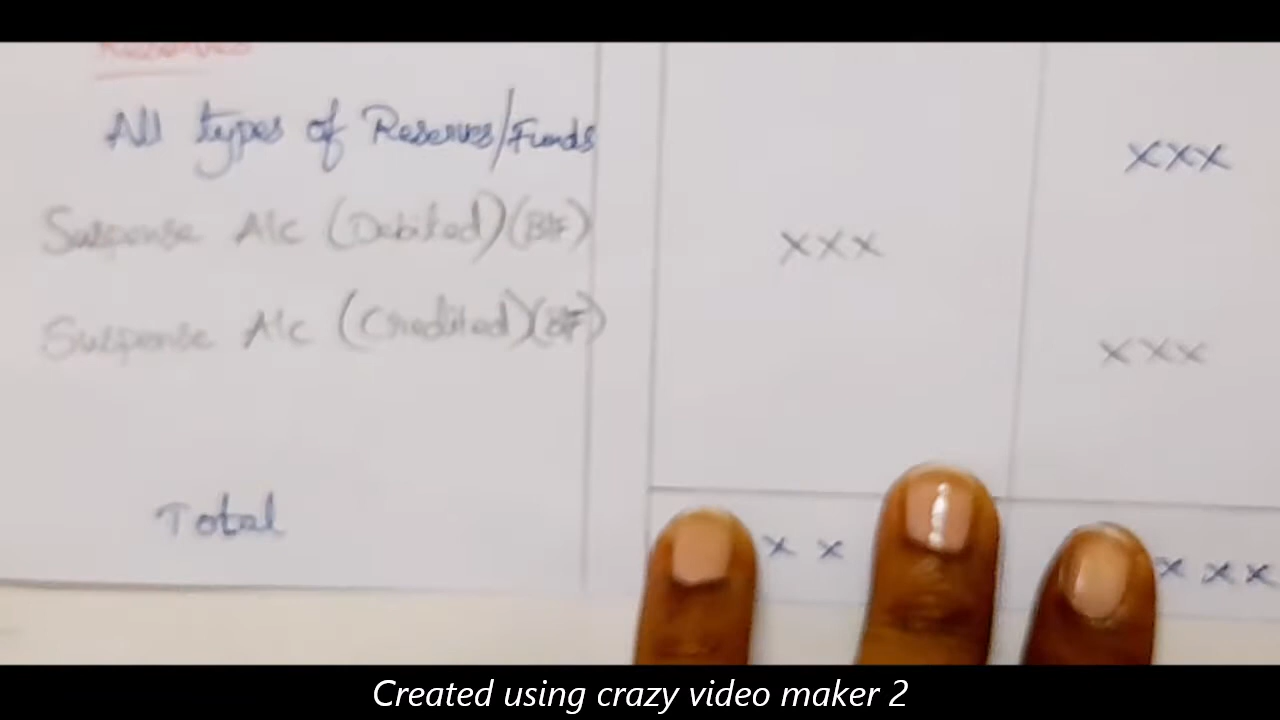 Reserves
All types of Reserves/Funds xxx
Suspense A/c (Debited)(B/F) xxx
Suspense A/c (Credited)(B/F) xxx
Total x x x x x
Created using crazy video maker 2